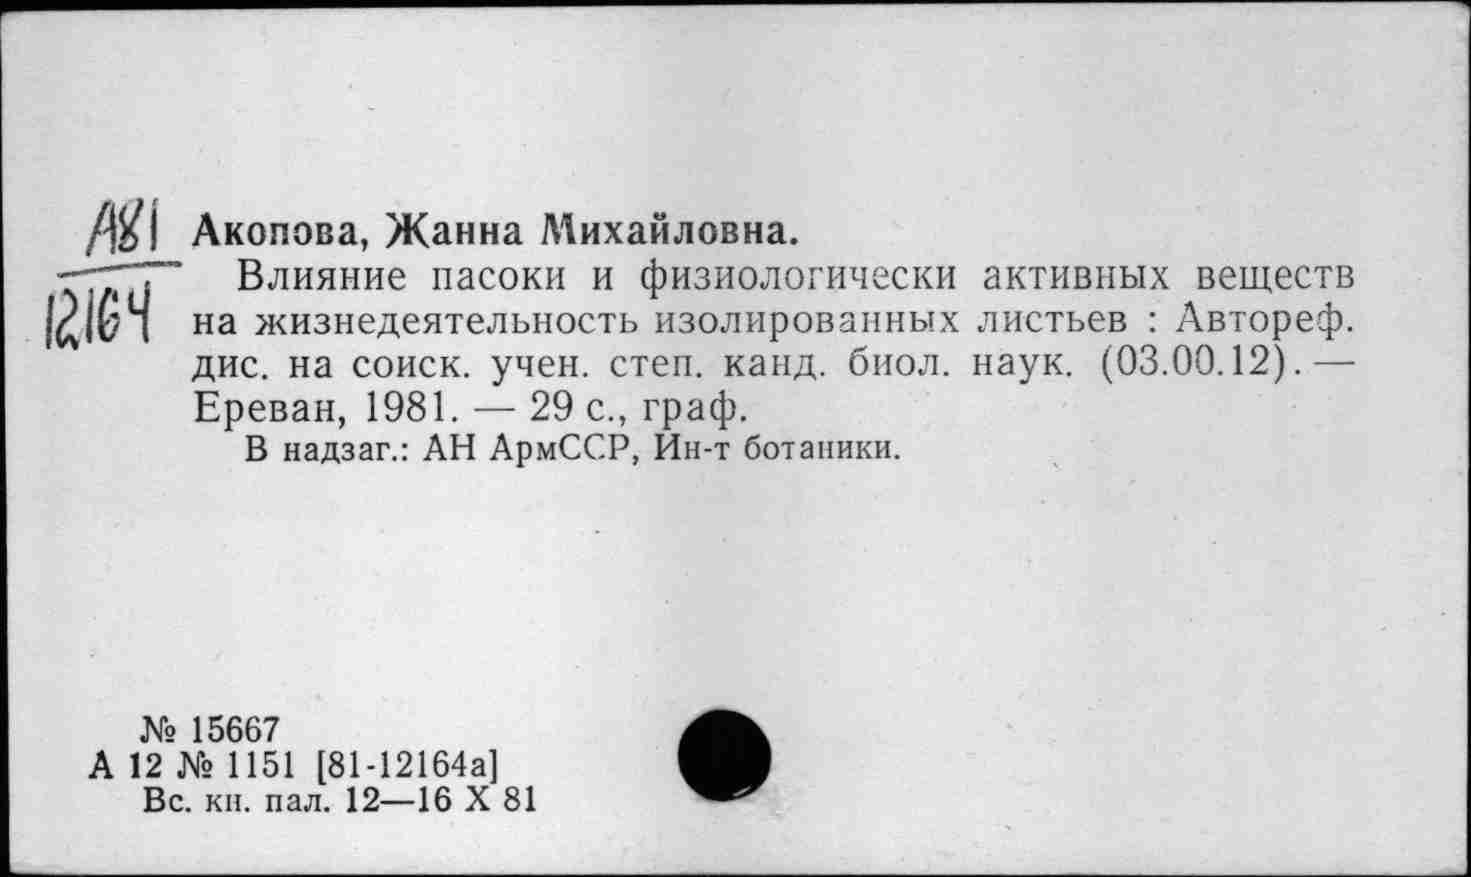 А81
12164
Акопова, Жанна Михайловна.
Влияние пасоки и физиологически активных веществ
на жизнедеятельность изолированных листьев : Автореф.
дис. на соиск. учен. степ. канд. биол. наук. (03.00.12). —
Ереван, 1981. — 29 с., граф.
В надзаг.: АН АрмССР, Ин-т ботаники.
№ 15667
А 12 № 1151 [81-12164а]
Вс. кн. пал. 12—16 X 81